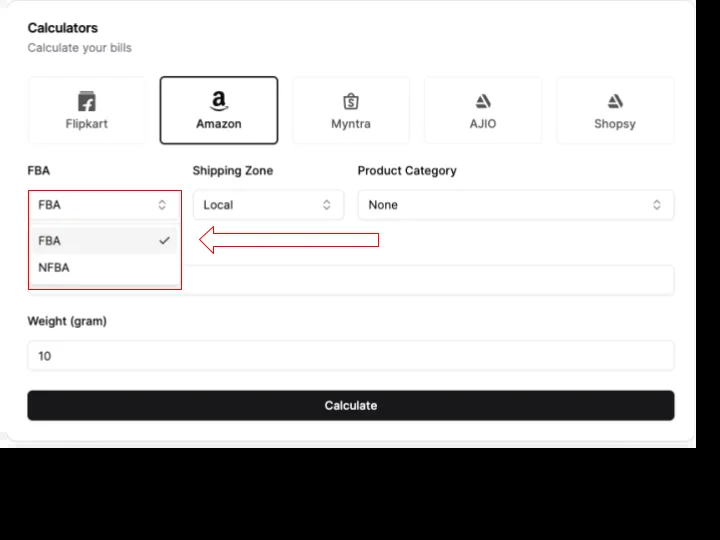 Calculators
Calculate your bills
Flipkart
Amazon
Myntra
AJIO
Shopsy
FBA
Shipping Zone
Product Category
FBA
Local
None
FBA
NFBA
Weight (gram)
10
Calculate